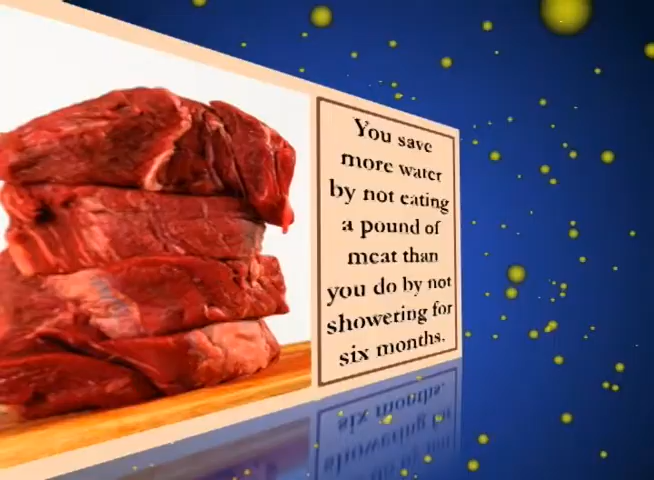 You save
more water
by not eating
a pound of
meat than
you do by not
showering for
six months.